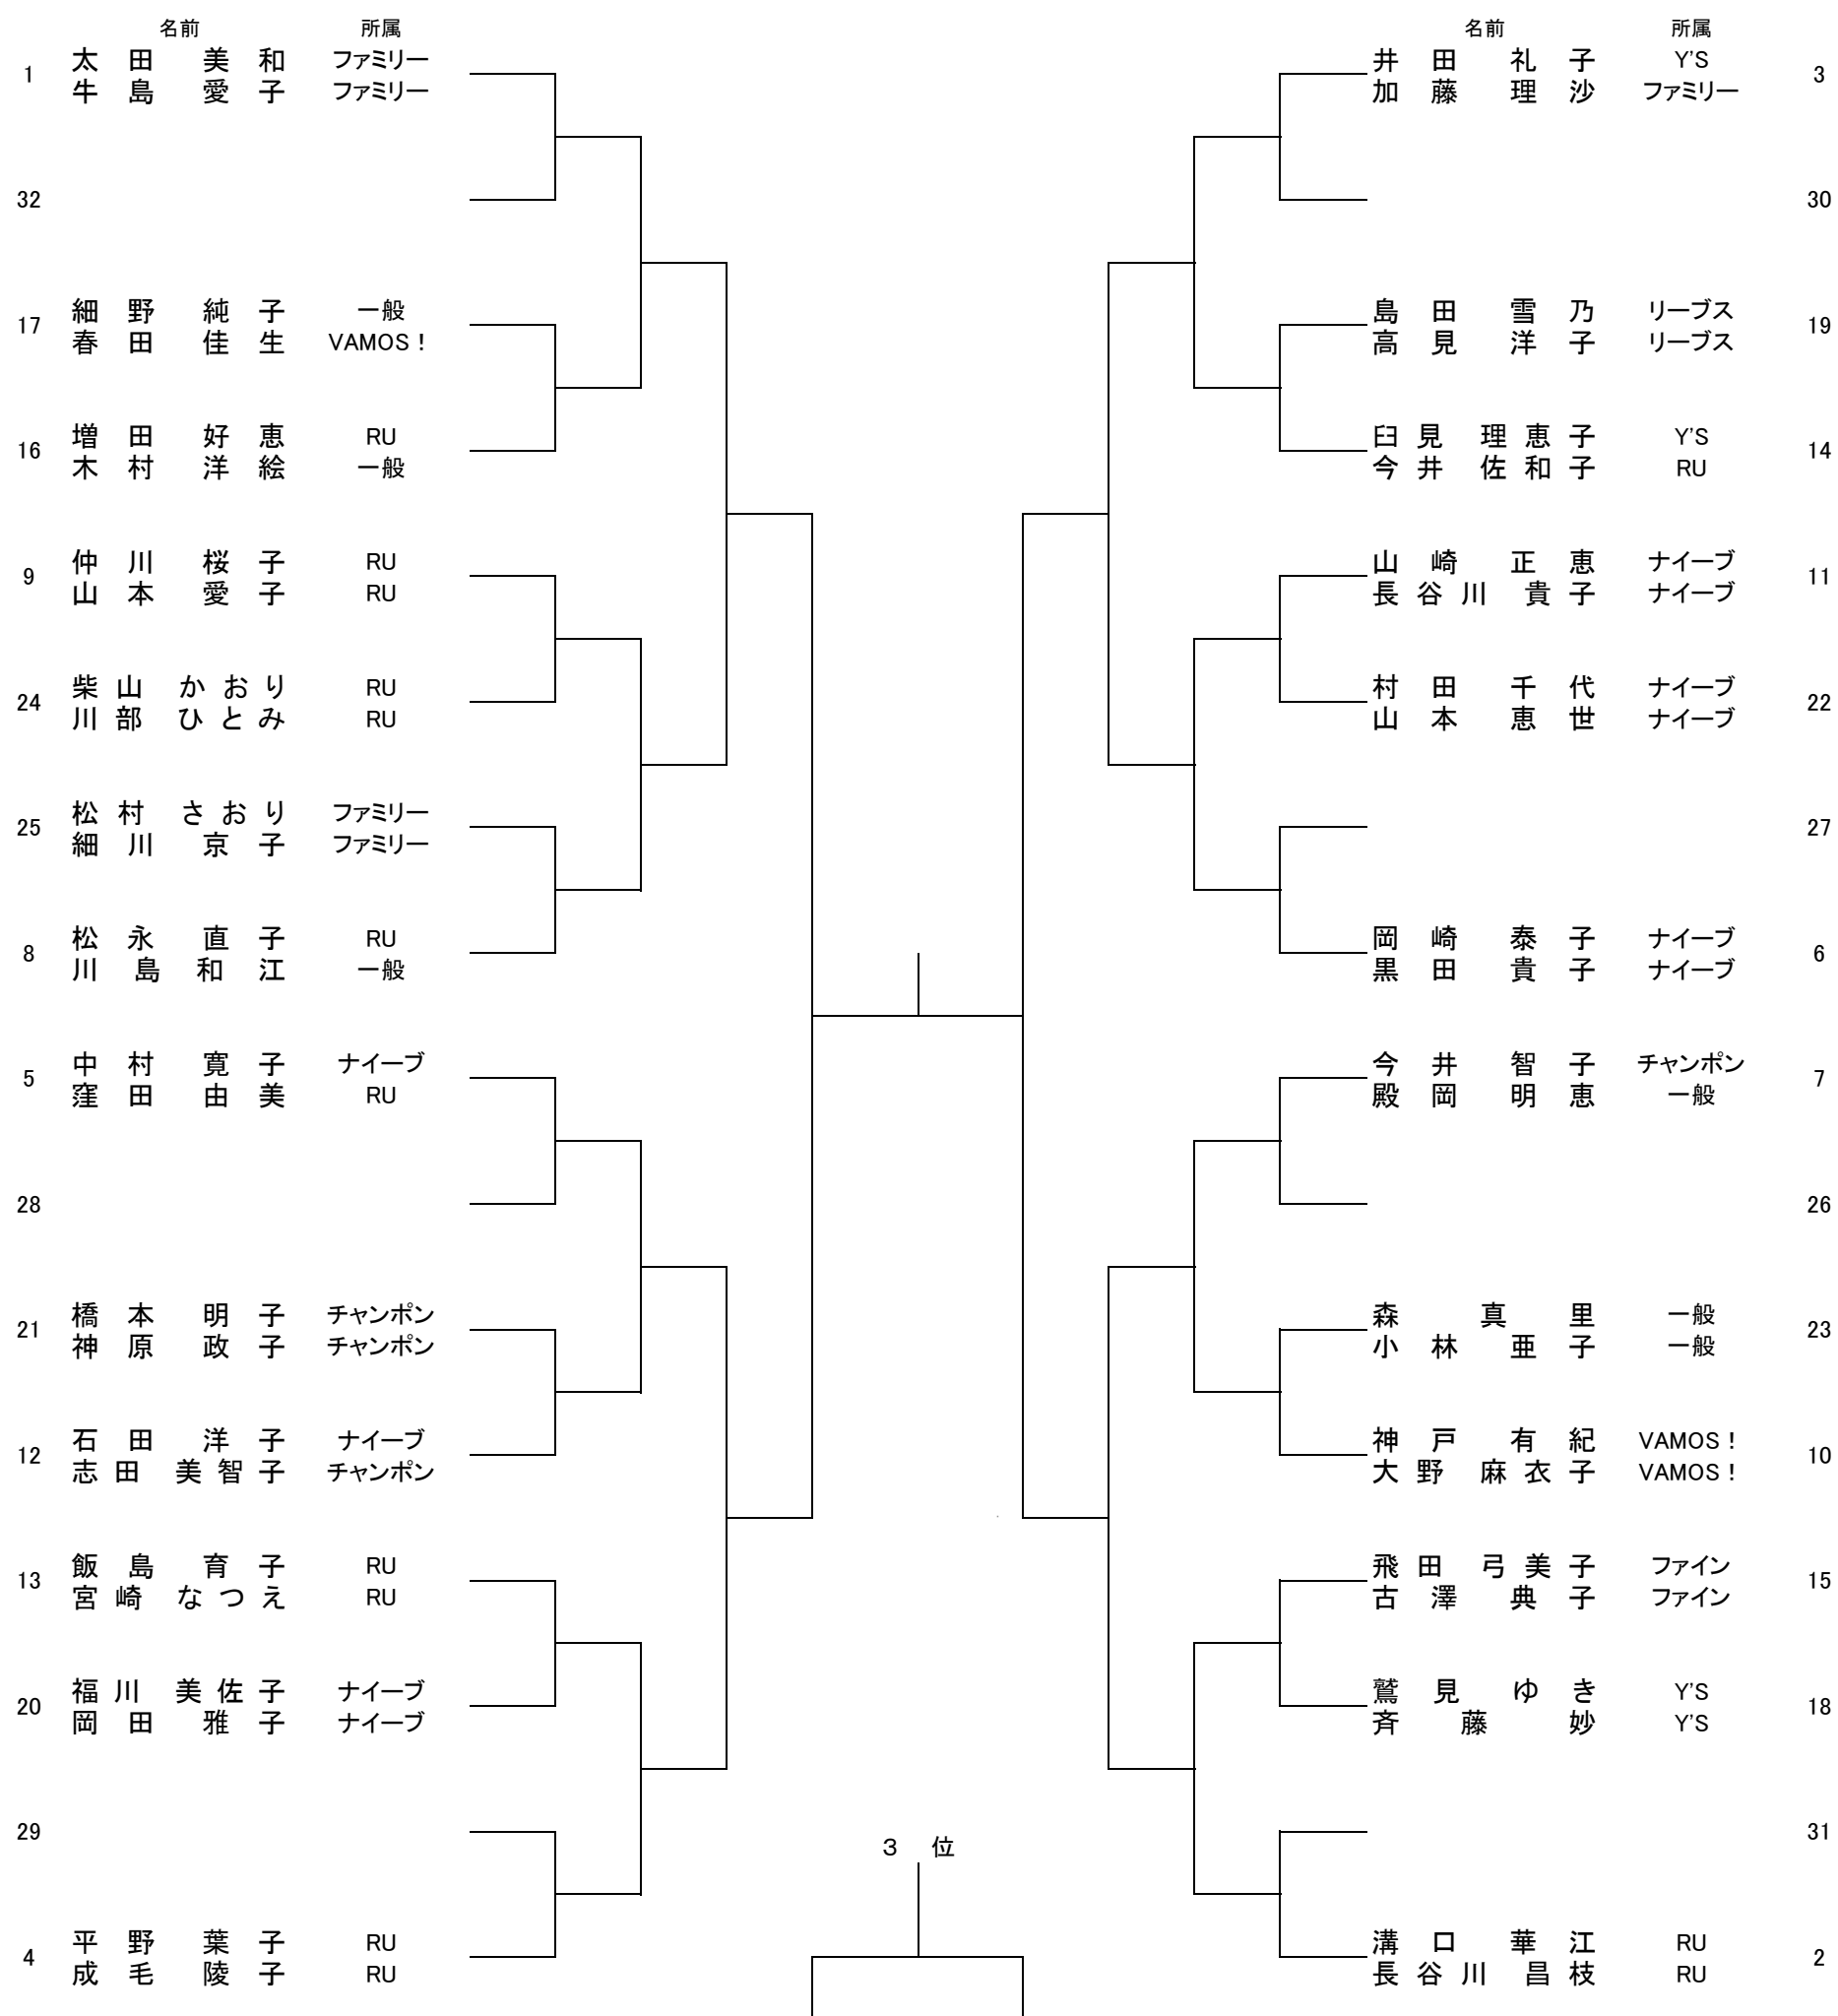 名前 所属
1 太田 美和 ファミリー
牛島 愛子 ファミリー
32
17 細野 純子 一般
春田 佳生 VAMOS！
16 増田 好恵 RU
木村 洋絵 一般
9 仲川 桜子 RU
山本 愛子 RU
24 柴山 かおり RU
川部 ひとみ RU
25 松村 さおり ファミリー
細川 京子 ファミリー
8 松永 直子 RU
川島 和江 一般
5 中村 寛子 ナイーブ
窪田 由美 RU
28
21 橋本 明子 チャンポン
神原 政子 チャンポン
12 石田 洋子 ナイーブ
志田 美智子 チャンポン
13 飯島 育子 RU
宮崎 なつえ RU
20 福川 美佐子 ナイーブ
岡田 雅子 ナイーブ
29
4 平野 葉子 RU
成毛 陵子 RU
3 位
名前 所属
井田 礼子 Y'S 3
加藤 理沙 ファミリー
30
島田 雪乃 リーブス 19
高見 洋子 リーブス
臼見 理恵子 Y'S 14
今井 佐和子 RU
山崎 正恵 ナイーブ 11
長谷川 貴子 ナイーブ
村田 千代 ナイーブ 22
山本 恵世 ナイーブ
27
岡崎 泰子 ナイーブ 6
黒田 貴子 ナイーブ
今井 智子 チャンポン 7
殿岡 明恵 一般
26
森 真里 一般 23
小林 亜子 一般
神戸 有紀 VAMOS！ 10
大野 麻衣子 VAMOS！
飛田 弓美子 ファイン 15
古澤 典子 ファイン
鷲見 ゆき Y'S 18
斉藤 妙 Y'S
31
溝口 華江 RU 2
長谷川 昌枝 RU